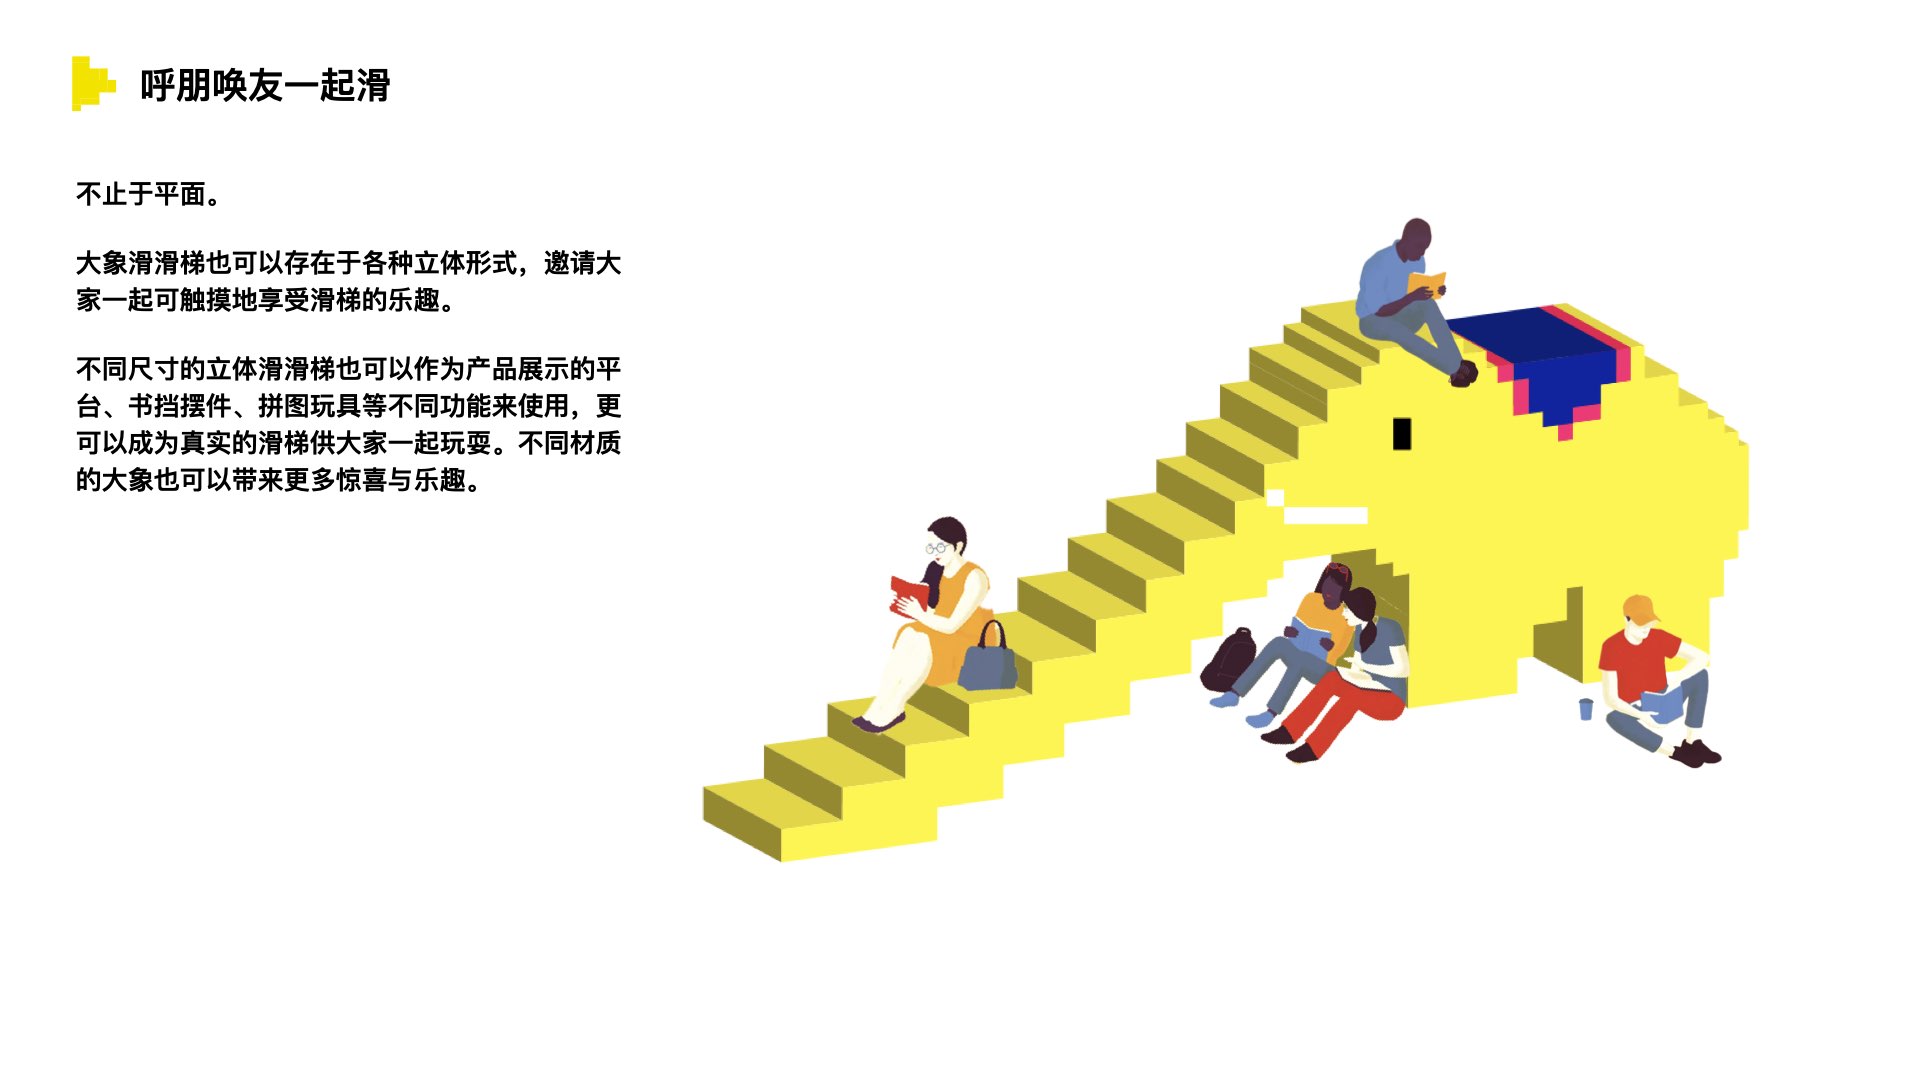 呼朋唤友一起滑
不止于平面。
大象滑滑梯也可以存在于各种立体形式，邀请大
家一起可触摸地享受滑梯的乐趣。
不同尺寸的立体滑滑梯也可以作为产品展示的平
台、书挡摆件、拼图玩具等不同功能来使用，更
可以成为真实的滑梯供大家一起玩耍。不同材质
的大象也可以带来更多惊喜与乐趣。